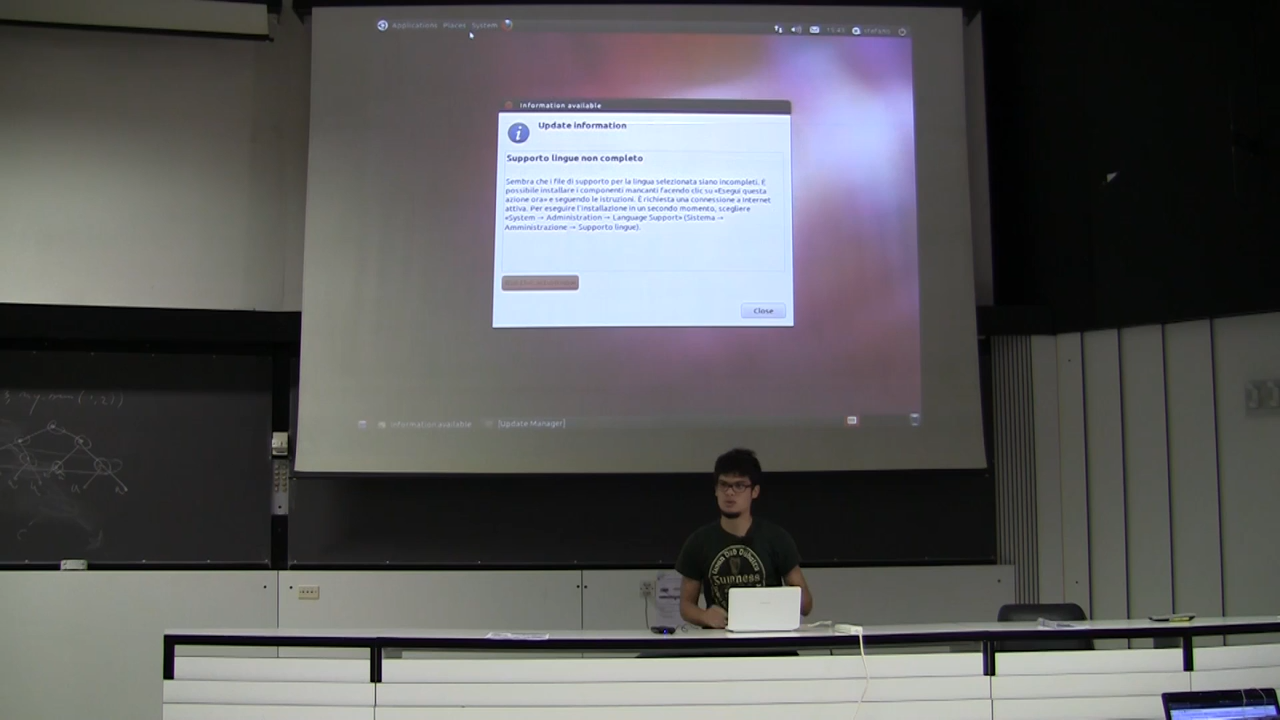 Applications Places System
15:45 stefano
Information available
Update information
Supporto lingue non completo
Sembra che i file di supporto per la lingua selezionata siano incompleti. È
possibile installare i componenti mancanti facendo clic su «Esegui questa
azione ora» e seguendo le istruzioni. È richiesta una connessione a Internet
attiva. Per eseguire l'installazione in un secondo momento, scegliere
«System → Administration → Language Support» (Sistema →
Amministrazione → Supporto lingue).
Close
Information available
[Update Manager]
GUINNESS